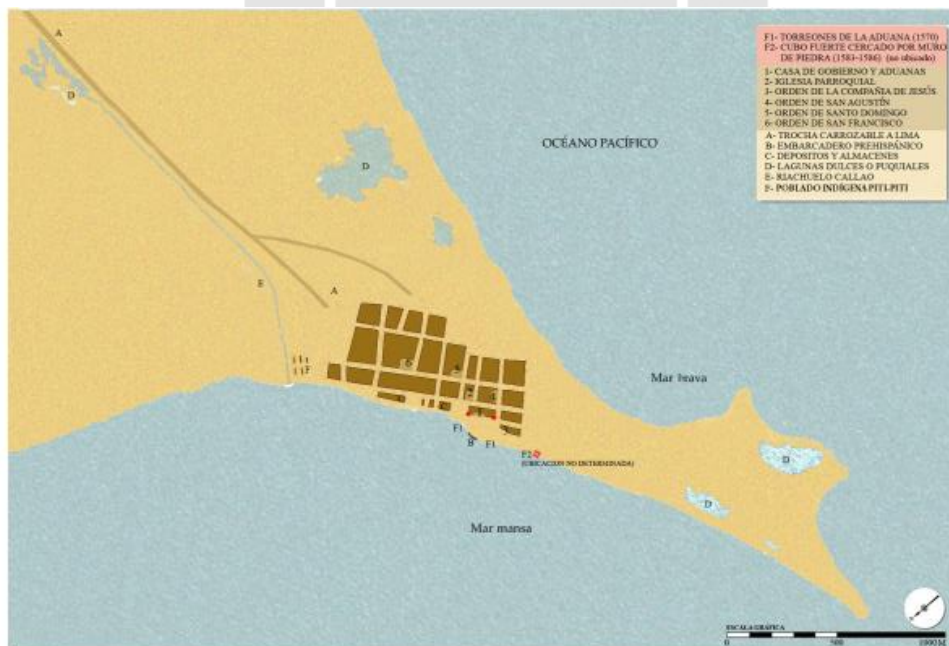 F1- TORREONES DE LA ADUANA (1570)
F2- CUBO FUERTE CERCADO POR MURO
DE PIEDRA (1583-1586) (no ubicado)
1- CASA DE GOBIERNO Y ADUANAS
2- IGLESIA PARROQUIAL
3- ORDEN DE LA COMPAÑIA DE JESÚS
4- ORDEN DE SAN AGUSTÍN
5- ORDEN DE SANTO DOMINGO
6- ORDEN DE SAN FRANCISCO
A- TROCHA CARROZABLE A LIMA
B- EMBARCADERO PREHISPÁNICO
C- DEPOSITOS Y ALMACENES
D- LAGUNAS DULCES O PUQUIALES
E- RIACHUELO CALLAO
F- POBLADO INDÍGENA PITI-PITI
A
D
OCÉANO PACÍFICO
D
E
A
F
Mar brava
F1
B
F1
F2
(UBICACION NO DETERMINADA)
D
D
Mar mansa
ESCALA GRÁFICA
0 500 1000 M